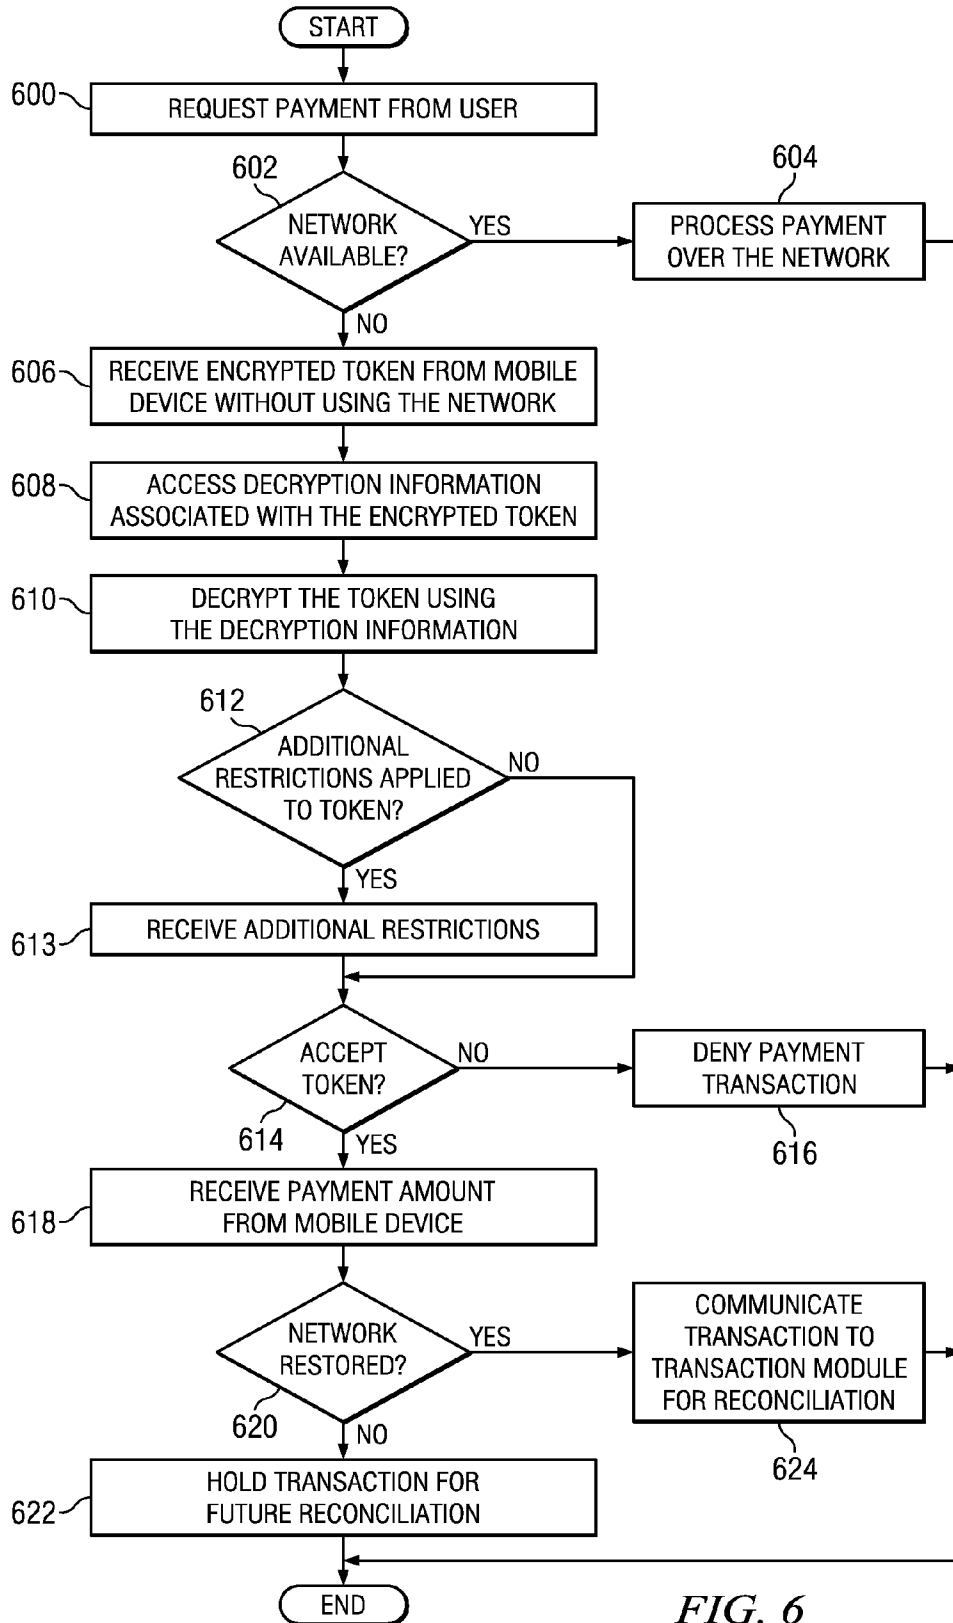 START
600
REQUEST PAYMENT FROM USER
602
NETWORK
AVAILABLE?
YES
604
PROCESS PAYMENT
OVER THE NETWORK
NO
606
RECEIVE ENCRYPTED TOKEN FROM MOBILE
DEVICE WITHOUT USING THE NETWORK
608
ACCESS DECRYPTION INFORMATION
ASSOCIATED WITH THE ENCRYPTED TOKEN
610
DECRYPT THE TOKEN USING
THE DECRYPTION INFORMATION
612
ADDITIONAL
RESTRICTIONS APPLIED
TO TOKEN?
NO
YES
613
RECEIVE ADDITIONAL RESTRICTIONS
ACCEPT
TOKEN?
614
NO
DENY PAYMENT
TRANSACTION
616
YES
618
RECEIVE PAYMENT AMOUNT
FROM MOBILE DEVICE
NETWORK
RESTORED?
620
YES
COMMUNICATE
TRANSACTION TO
TRANSACTION MODULE
FOR RECONCILIATION
624
NO
622
HOLD TRANSACTION FOR
FUTURE RECONCILIATION
END
FIG. 6